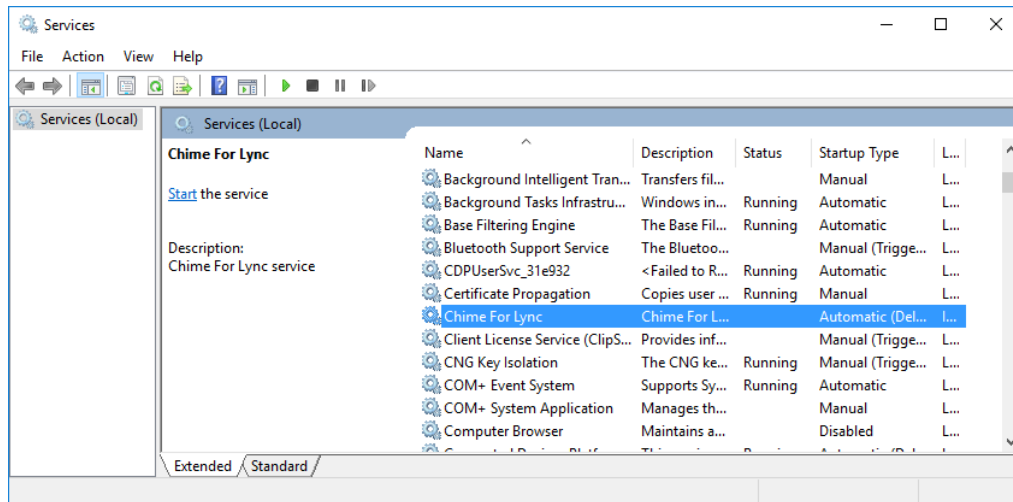 Services
File Action View Help
Services (Local)
Services (Local)
Chime For Lync
Start the service
Description:
Chime For Lync service
Name Description Status Startup Type L...
Background Intelligent Tran... Transfers fil... Manual L...
Background Tasks Infrastru... Windows in... Running Automatic L...
Base Filtering Engine The Base Fil... Running Automatic L...
Bluetooth Support Service The Bluetoo... Manual (Trigge... L...
CDPUserSvc_31e932 <Failed to R... Running Automatic L...
Certificate Propagation Copies user ... Running Manual L...
Chime For Lync Chime For L... Automatic (Del... l...
Client License Service (ClipS... Provides inf... Manual (Trigge... L...
CNG Key Isolation The CNG ke... Running Manual (Trigge... L...
COM+ Event System Supports Sy... Running Automatic L...
COM+ System Application Manages th... Manual L...
Computer Browser Maintains a... Disabled L...
Extended Standard